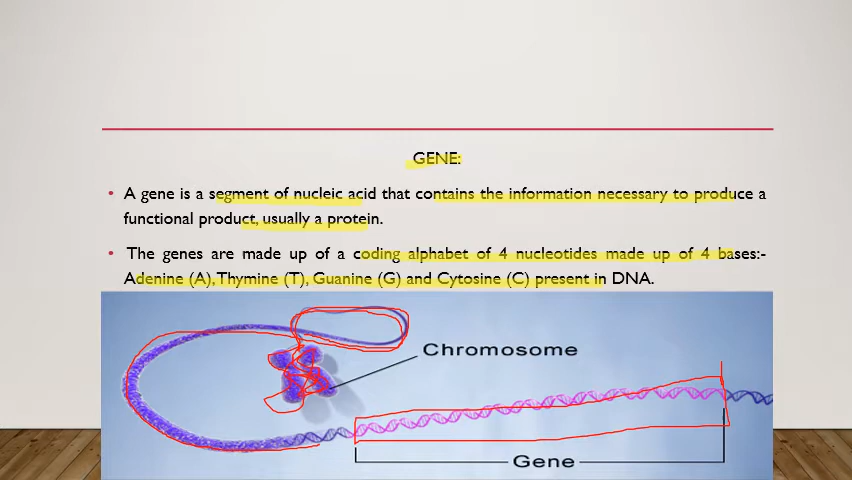 GENE:
• A gene is a segment of nucleic acid that contains the information necessary to produce a
functional product, usually a protein.
• The genes are made up of a coding alphabet of 4 nucleotides made up of 4 bases:-
Adenine (A), Thymine (T), Guanine (G) and Cytosine (C) present in DNA.
Chromosome
Gene